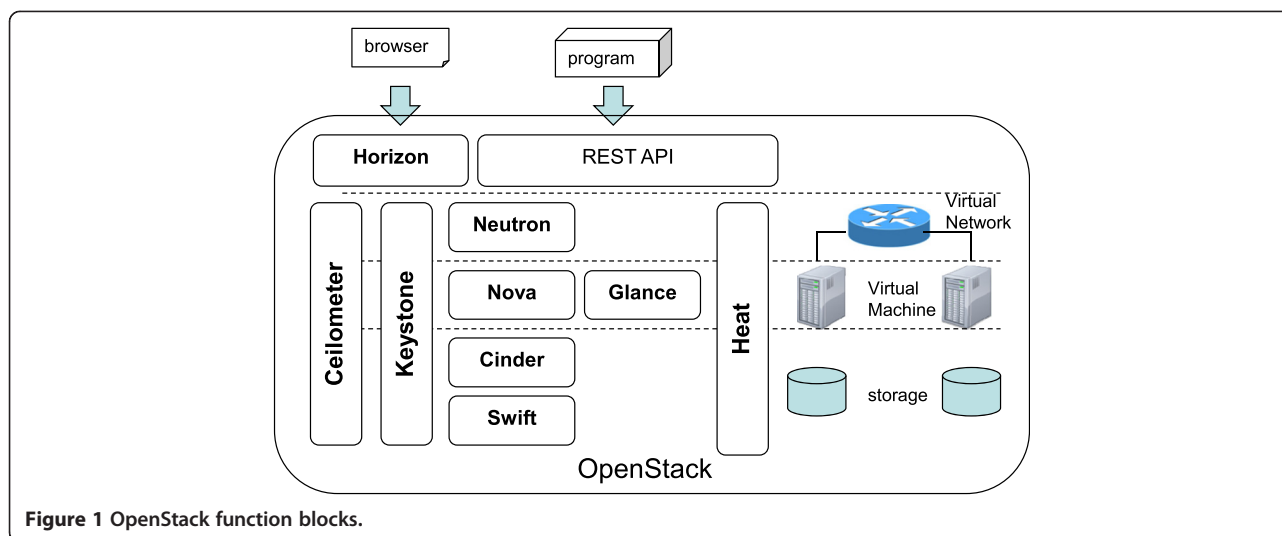 browser
program
Horizon
REST API
Ceilometer
Keystone
Neutron
Nova
Glance
Cinder
Swift
Heat
Virtual
Network
Virtual
Machine
storage
OpenStack
Figure 1 OpenStack function blocks.